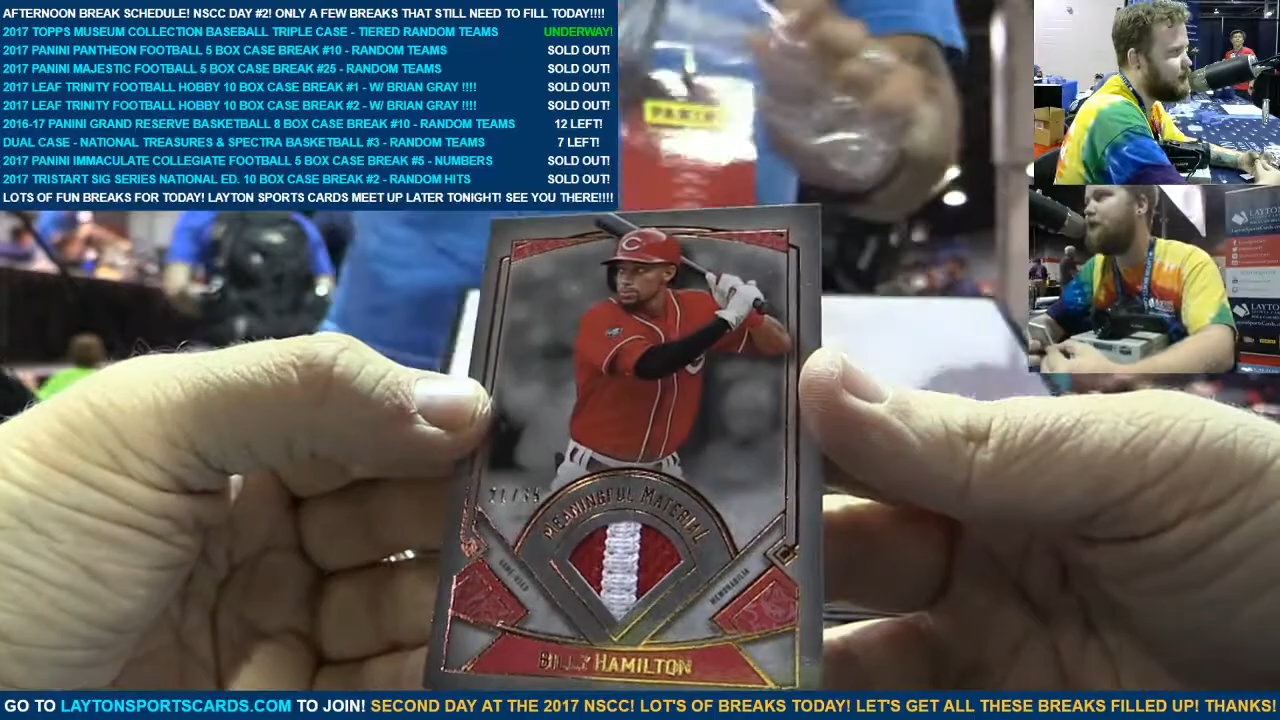 AFTERNOON BREAK SCHEDULE! NSCC DAY #2! ONLY A FEW BREAKS THAT STILL NEED TO FILL TODAY!!!!
2017 TOPPS MUSEUM COLLECTION BASEBALL TRIPLE CASE - TIERED RANDOM TEAMS UNDERWAY!
2017 PANINI PANTHEON FOOTBALL 5 BOX CASE BREAK #10 - RANDOM TEAMS SOLD OUT!
2017 PANINI MAJESTIC FOOTBALL 5 BOX CASE BREAK #25 - RANDOM TEAMS SOLD OUT!
2017 LEAF TRINITY FOOTBALL HOBBY 10 BOX CASE BREAK #1 - W/ BRIAN GRAY !!!! SOLD OUT!
2017 LEAF TRINITY FOOTBALL HOBBY 10 BOX CASE BREAK #2 - W/ BRIAN GRAY !!!! SOLD OUT!
2016-17 PANINI GRAND RESERVE BASKETBALL 8 BOX CASE BREAK #10 - RANDOM TEAMS 12 LEFT!
DUAL CASE - NATIONAL TREASURES & SPECTRA BASKETBALL #3 - RANDOM TEAMS 7 LEFT!
2017 PANINI IMMACULATE COLLEGIATE FOOTBALL 5 BOX CASE BREAK #5 - NUMBERS SOLD OUT!
2017 TRISTART SIG SERIES NATIONAL ED. 10 BOX CASE BREAK #2 - RANDOM HITS SOLD OUT!
LOTS OF FUN BREAKS FOR TODAY! LAYTON SPORTS CARDS MEET UP LATER TONIGHT! SEE YOU THERE!!!!
PANINI
C
MEANINGFUL MATERIAL
GAME-USED
MEMORABILIA
BILLY HAMILTON
GO TO LAYTONSPORTSCARDS.COM TO JOIN! SECOND DAY AT THE 2017 NSCC! LOT'S OF BREAKS TODAY! LET'S GET ALL THESE BREAKS FILLED UP! THANKS!